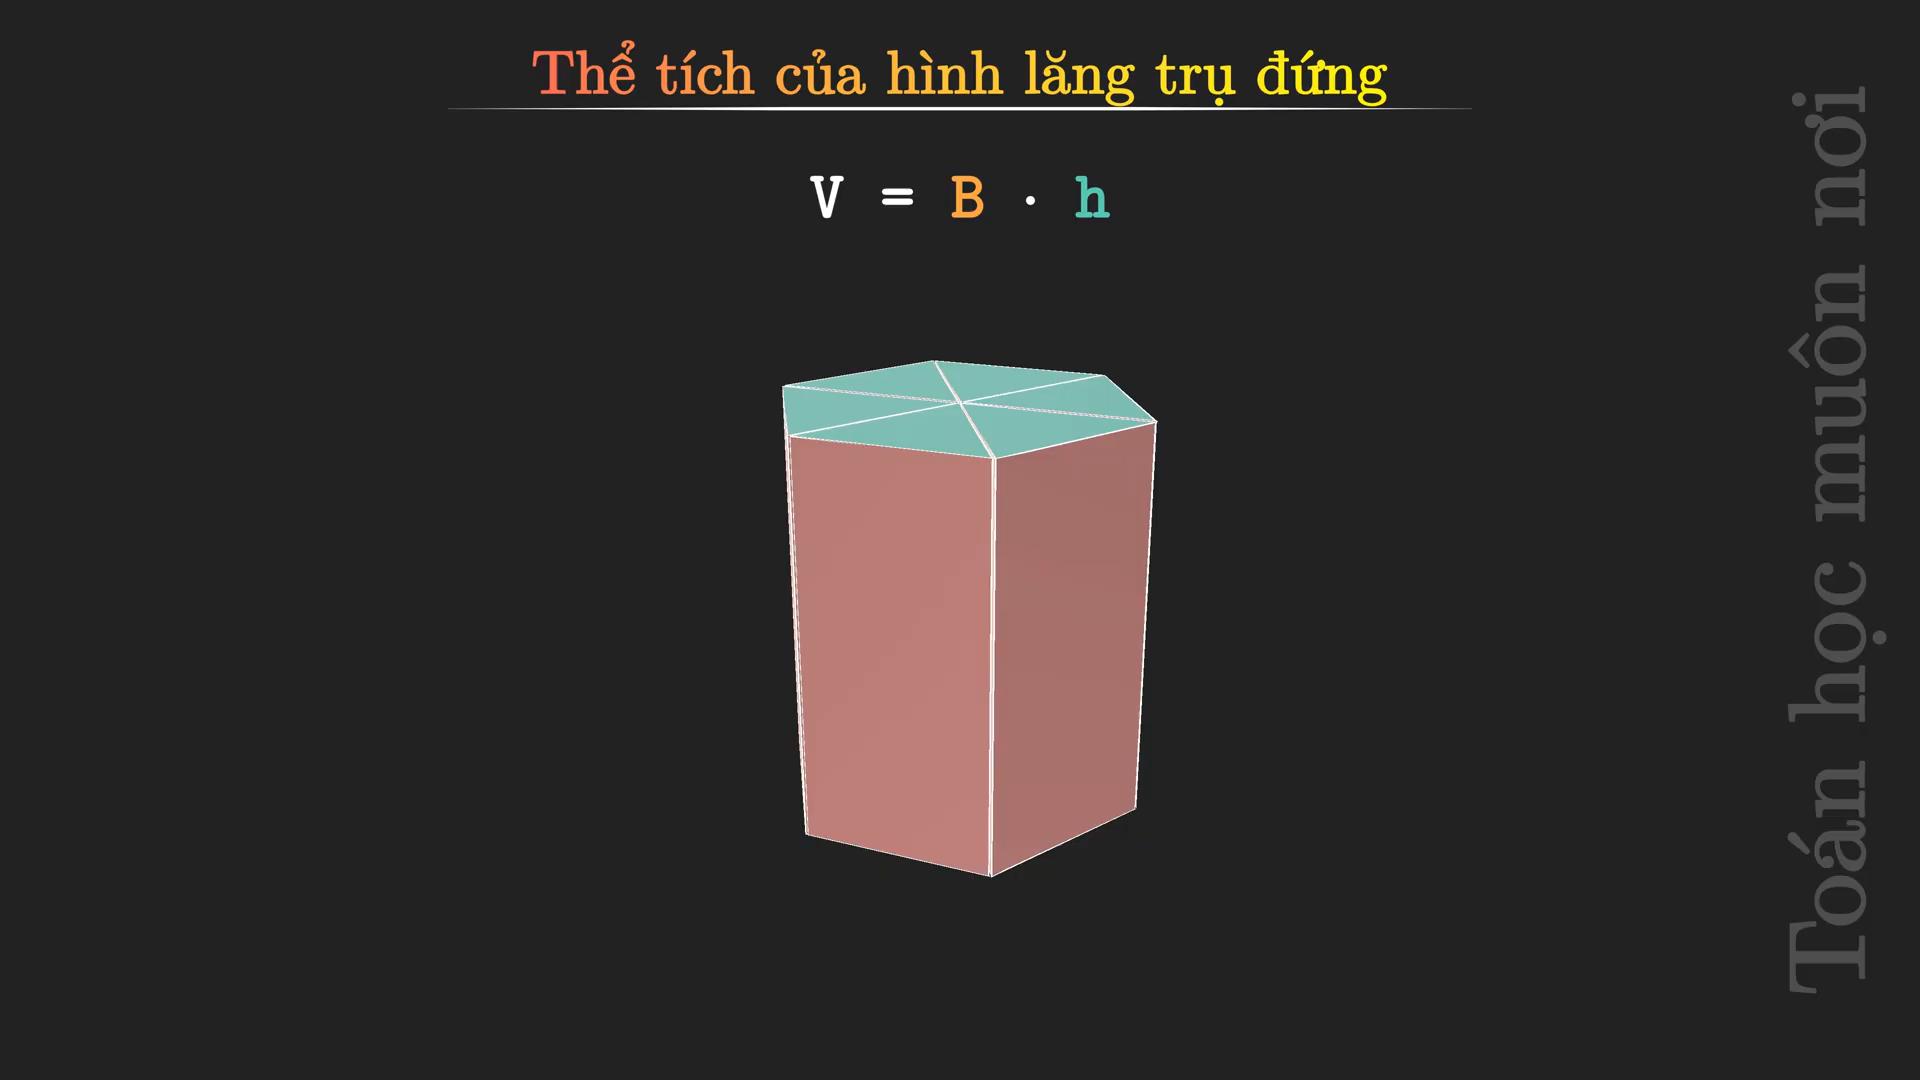 Thể tích của hình lăng trụ đứng
V = B · h
Toán học muôn nơi